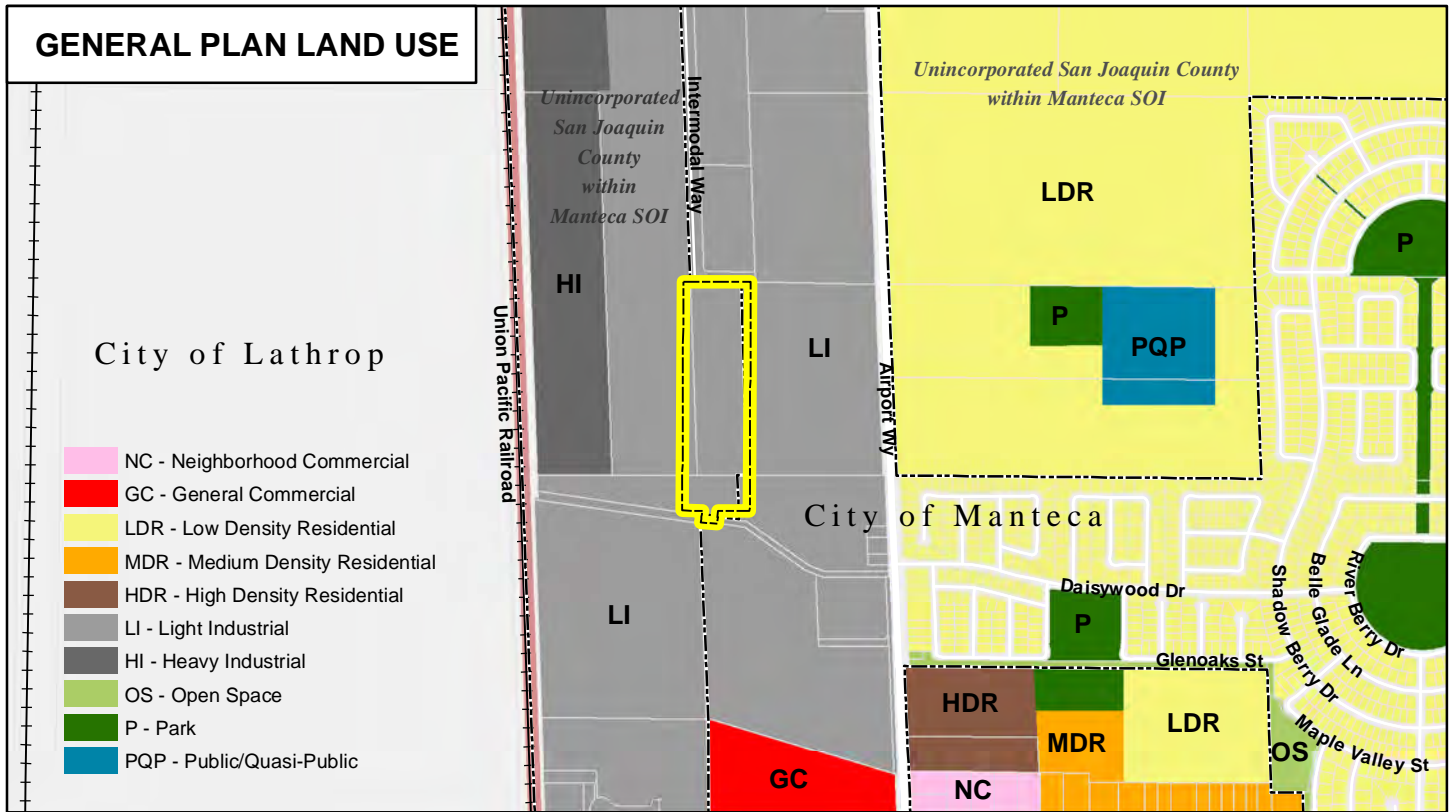 GENERAL PLAN LAND USE
Unincorporated
San Joaquin
County
within
Manteca SOI
Intermodal Way
Unincorporated San Joaquin County
within Manteca SOI
LDR
P
HI
Union Pacific Railroad
LI
Airport Wy
P
PQP
City of Lathrop
NC - Neighborhood Commercial
GC - General Commercial
LDR - Low Density Residential
MDR - Medium Density Residential
HDR - High Density Residential
LI - Light Industrial
HI - Heavy Industrial
OS - Open Space
P - Park
PQP - Public/Quasi-Public
City of Manteca
LI
Daisywood Dr
P
Glenoaks St
Shadow Berry Dr
Belle Glade Ln
River Berry Dr
Maple Valley St
HDR
MDR
LDR
OS
GC
NC